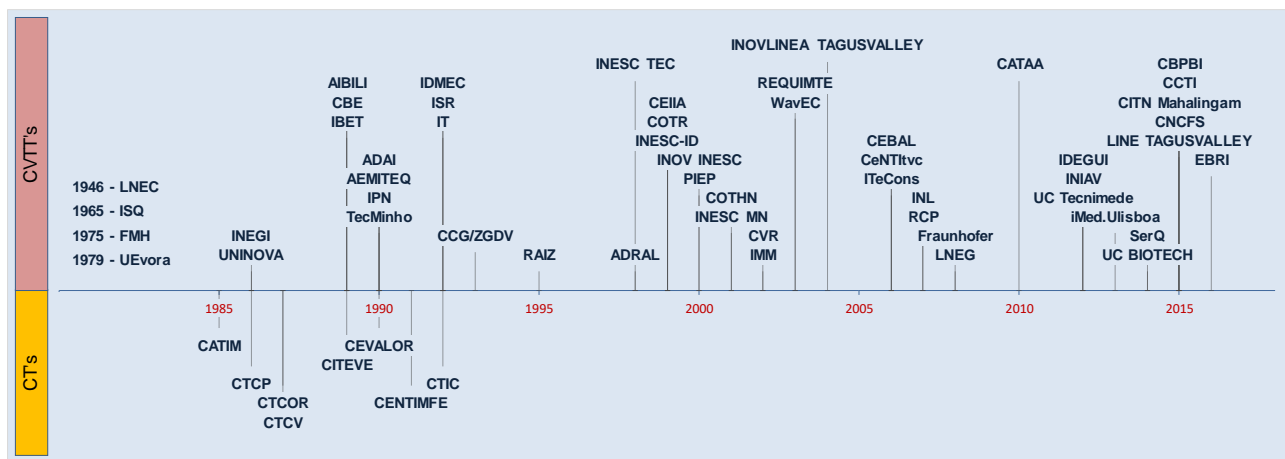 CVTT's
INOVLINEA TAGUSVALLEY
INESC TEC
CATAA
CBPBI
AIBILI
IDMEC
REQUIMTE
CCTI
CBE
ISR
CEIIA
WavEC
CITN Mahalingam
IBET
IT
COTR
CNCFS
INESC-ID
CEBAL
LINE TAGUSVALLEY
ADAI
INOV INESC
CeNTItvc
IDEGUI
EBRI
1946 - LNEC
AEMITEQ
PIEP
ITeCons
INIAV
IPN
COTHN
INL
UC Tecnimede
1965 - ISQ
TecMinho
INESC MN
RCP
iMed.Ulisboa
1975 - FMH
INEGI
CCG/ZGDV
CVR
Fraunhofer
SerQ
1979 - UEvora
UNINOVA
RAIZ
ADRAL
IMM
LNEG
UC BIOTECH
1985
1990
1995
2000
2005
2010
2015
CT's
CATIM
CEVALOR
CITEVE
CTCP
CTIC
CTCOR
CENTIMFE
CTCV